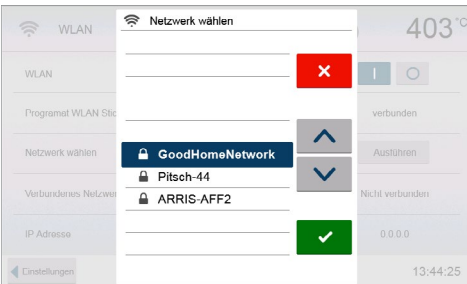 WLAN
Netzwerk wählen
403 °C
WLAN
Programat WLAN Stic
verbunden
GoodHomeNetwork
Netzwerk wählen
Ausführen
Pitsch-44
ARRIS-AFF2
Verbundenes Netzwer
Nicht verbunden
IP Adresse
0.0.0.0
Einstellungen
13:44:25